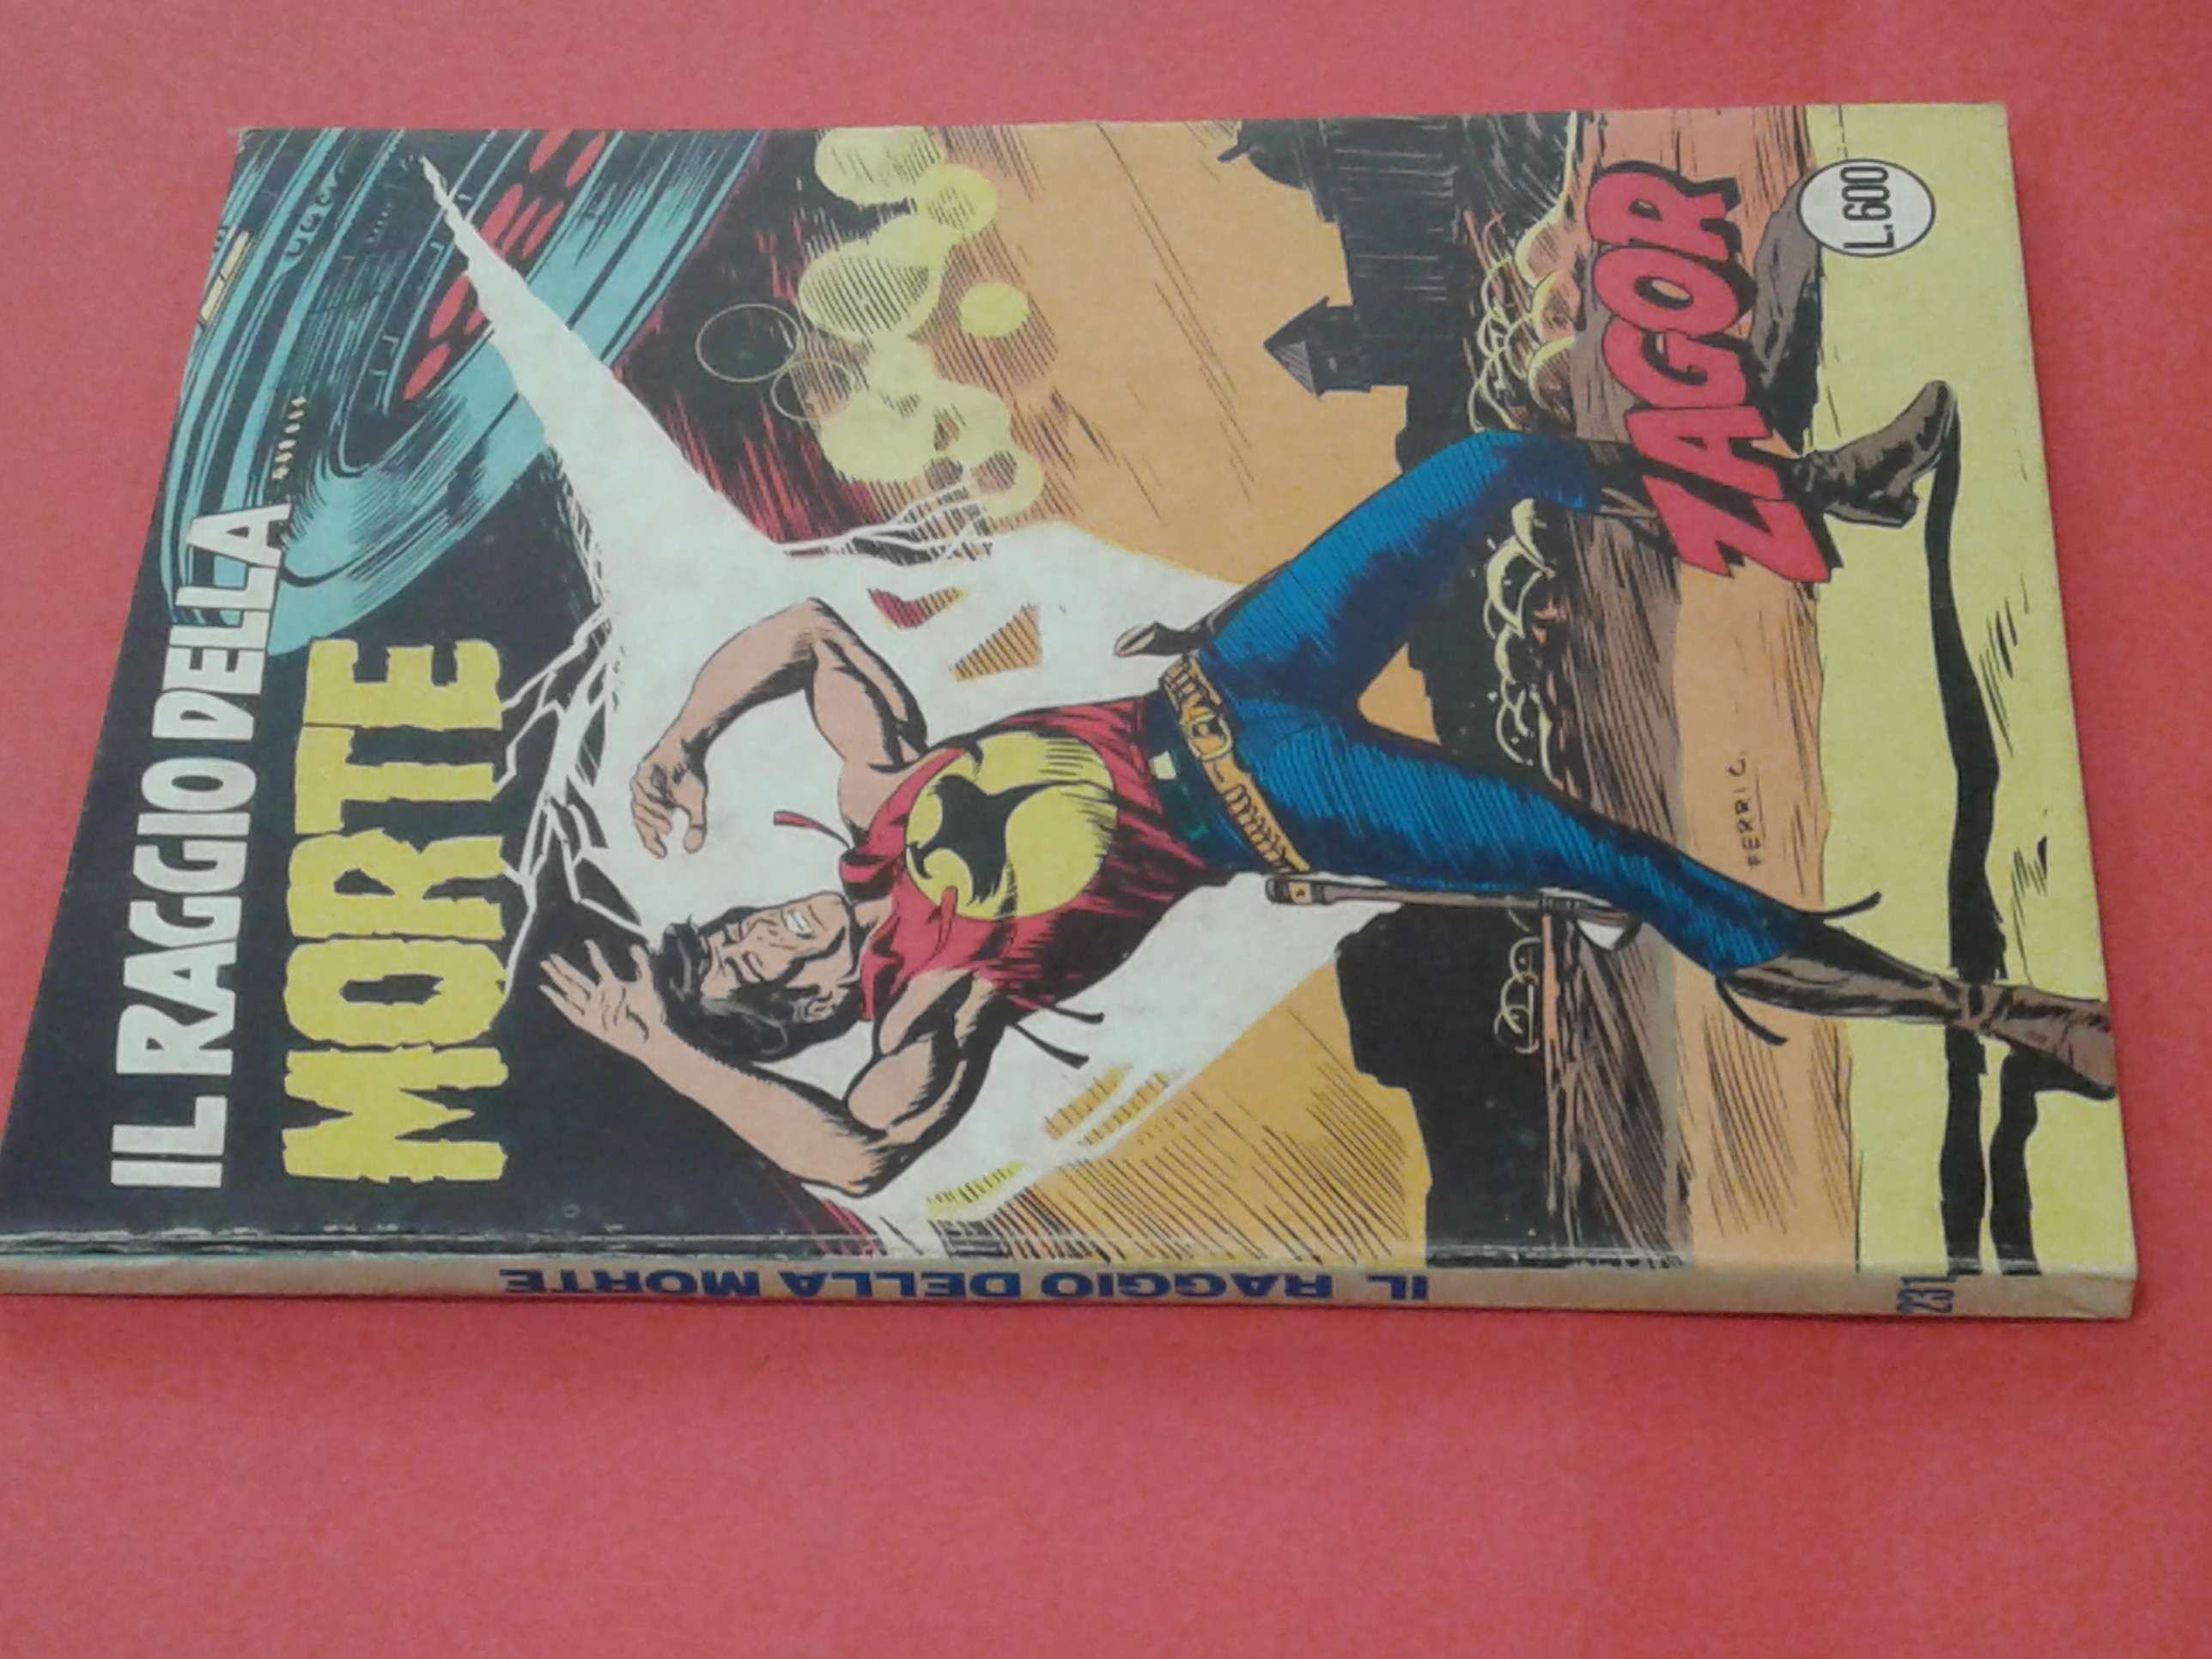 IL RAGGIO DELLA
MORTE
ZAGOR
L.600
FERRI G.
IL RAGGIO DELLA MORTE
231